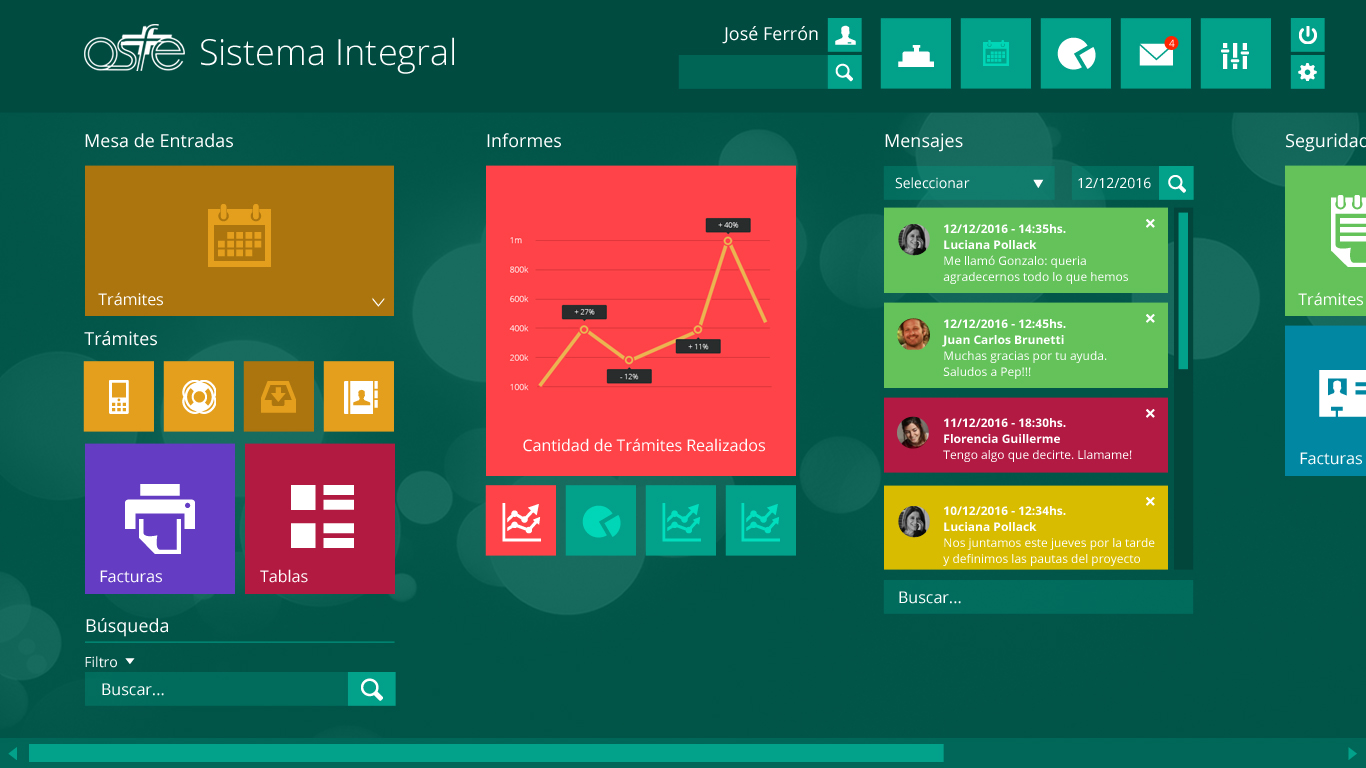 osfe Sistema Integral
José Ferrón
4
Mesa de Entradas
Trámites
Trámites
Facturas
Tablas
Búsqueda
Filtro
Buscar...
Informes
+ 40%
1m
800k
600k
+ 27%
400k
+ 11%
200k
- 12%
100k
Cantidad de Trámites Realizados
Mensajes
Seleccionar
12/12/2016
12/12/2016 - 14:35hs.
Luciana Pollack
Me llamó Gonzalo: quería
agradecernos todo lo que hemos
12/12/2016 - 12:45hs.
Juan Carlos Brunetti
Muchas gracias por tu ayuda.
Saludos a Pep!!!
11/12/2016 - 18:30hs.
Florencia Guillerme
Tengo algo que decirte. Llamame!
10/12/2016 - 12:34hs.
Luciana Pollack
Nos juntamos este jueves por la tarde
y definimos las pautas del proyecto
Buscar...
Seguridad
Trámites
Facturas